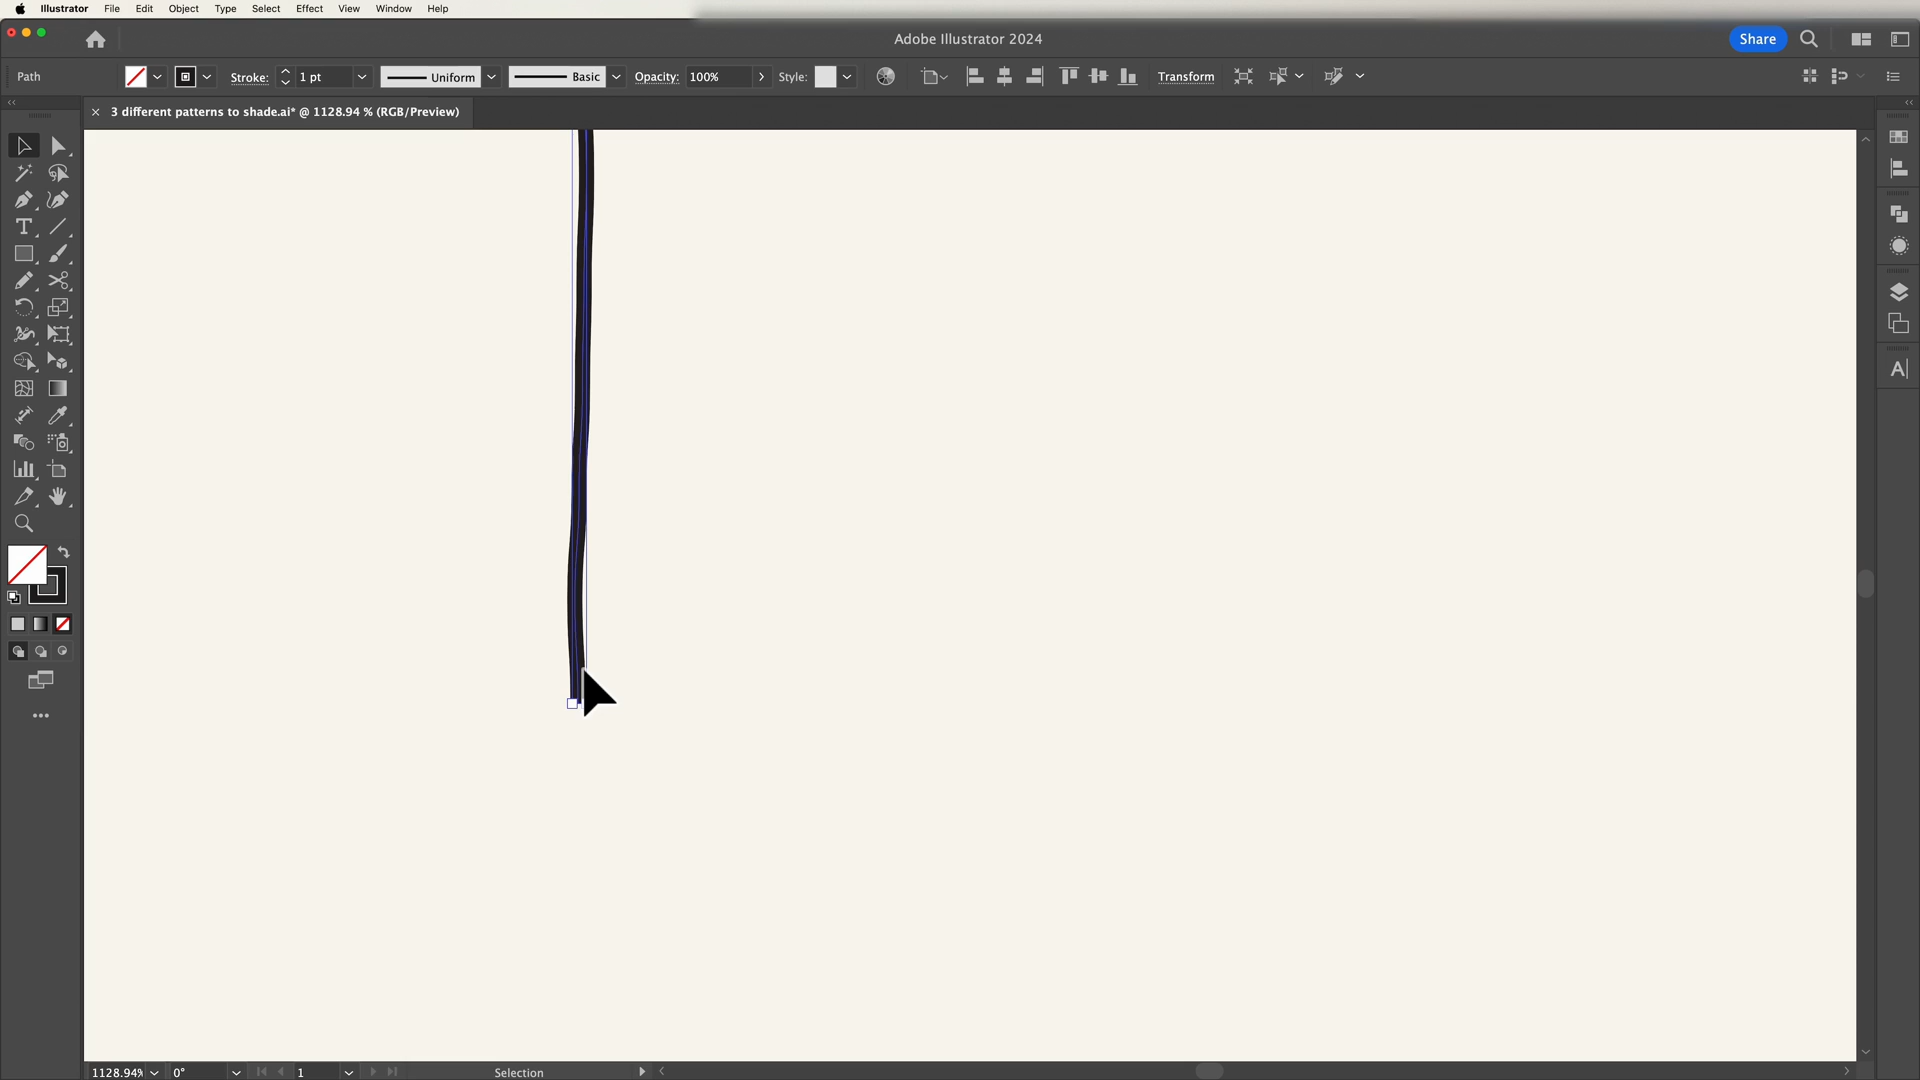 Illustrator File Edit Object Type Select Effect View Window Help
Adobe Illustrator 2024
Share
Path Stroke: 1 pt Uniform Basic Opacity: 100% Style: Transform
3 different patterns to shade.ai* @ 1128.94 % (RGB/Preview)
1128.94% 0° 1 Selection